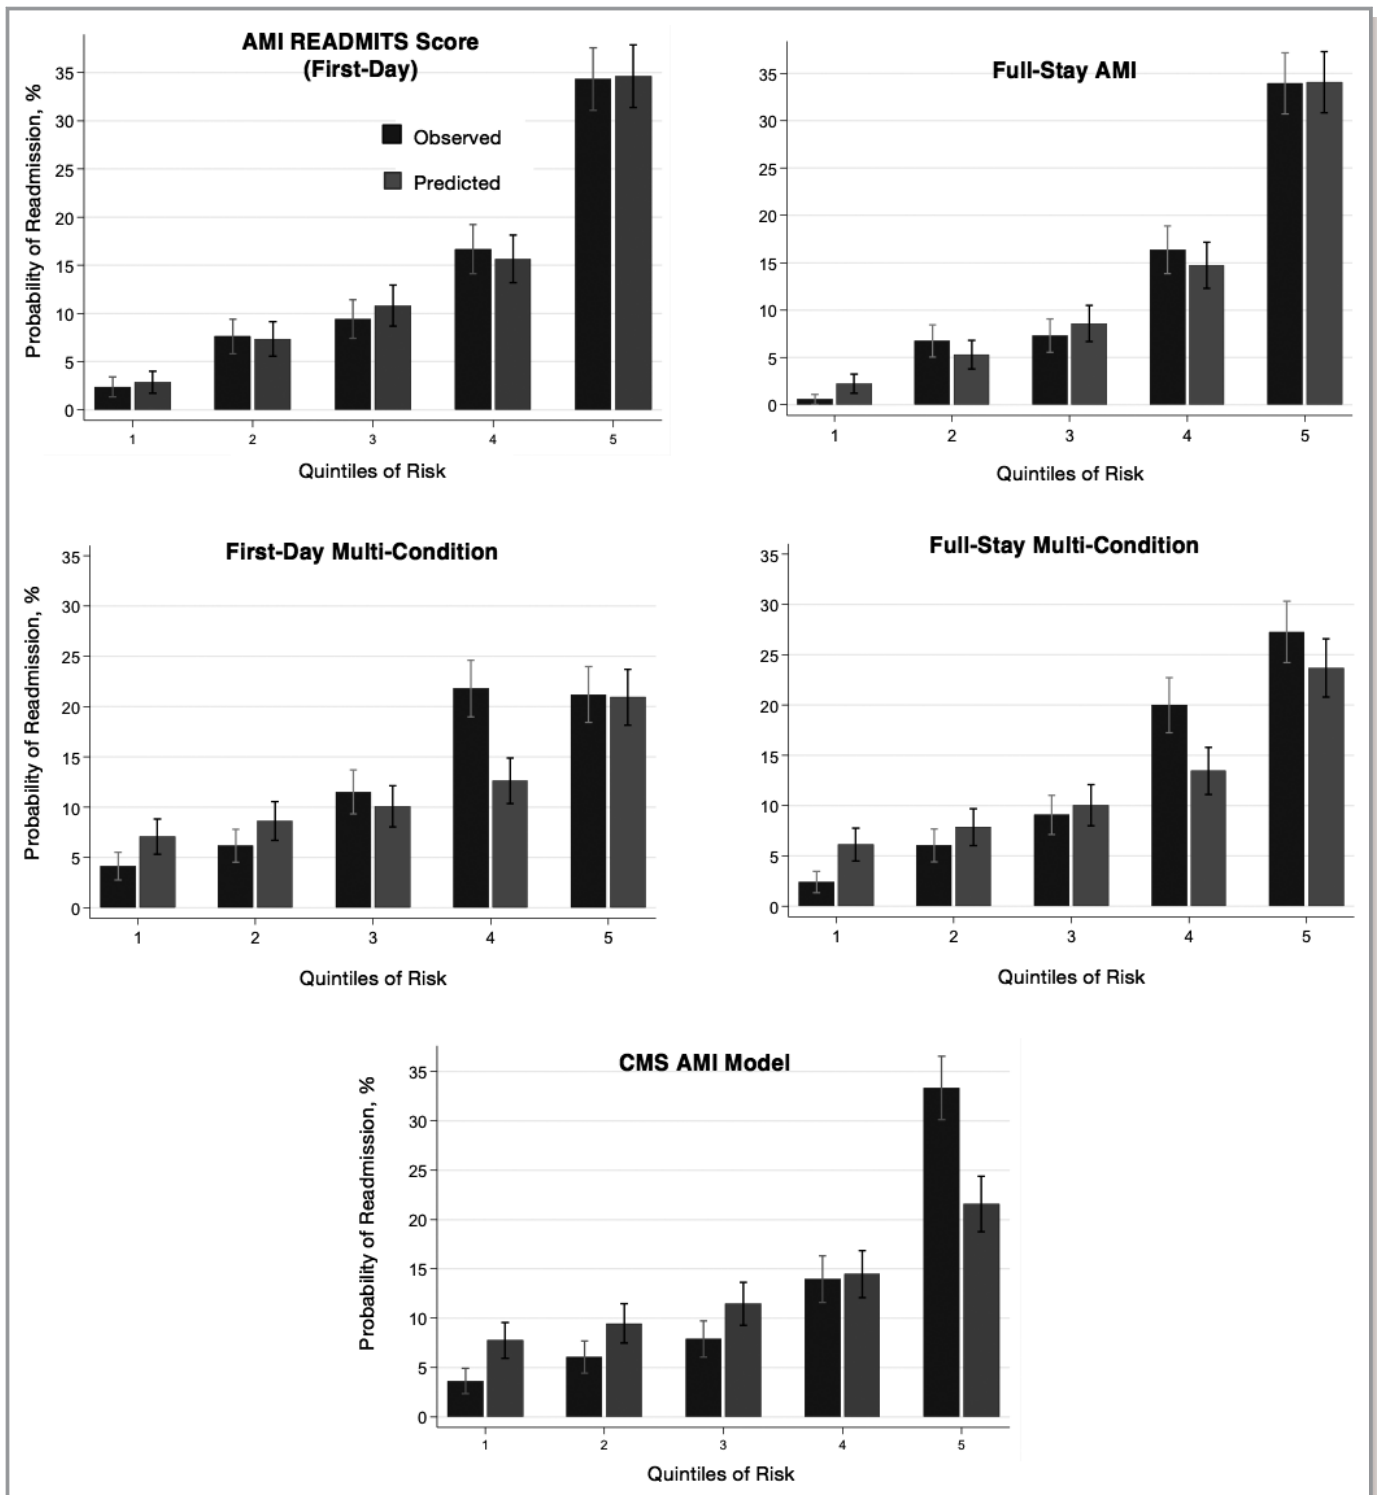 AMI READMITS Score
(First-Day)
Probability of Readmission, %
35
30
25
20
15
10
5
0
Observed
Predicted
1 2 3 4 5
Quintiles of Risk
Full-Stay AMI
35
30
25
20
15
10
5
0
1 2 3 4 5
Quintiles of Risk
First-Day Multi-Condition
Probability of Readmission, %
35
30
25
20
15
10
5
0
1 2 3 4 5
Quintiles of Risk
Full-Stay Multi-Condition
35
30
25
20
15
10
5
0
1 2 3 4 5
Quintiles of Risk
CMS AMI Model
Probability of Readmission, %
35
30
25
20
15
10
5
0
1 2 3 4 5
Quintiles of Risk